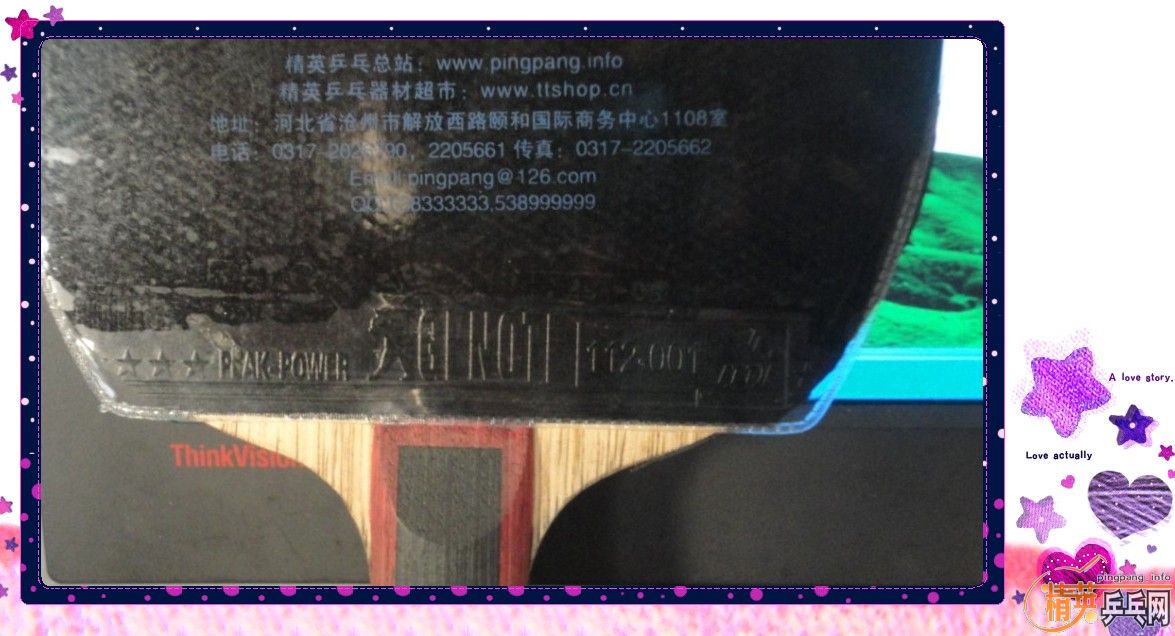 精英乒乓总站：www.pingpang.info
精英乒乓器材超市：www.ttshop.cn
地址：河北省沧州市解放西路颐和国际商务中心1108室
电话：0317-2205661 传真：0317-2205662
Email:pingpang@126.com
8333333,538999999
PEAK-POWER 112-001
ThinkVision
A love story.
Love actually
pingpang.info
精英乒乓网